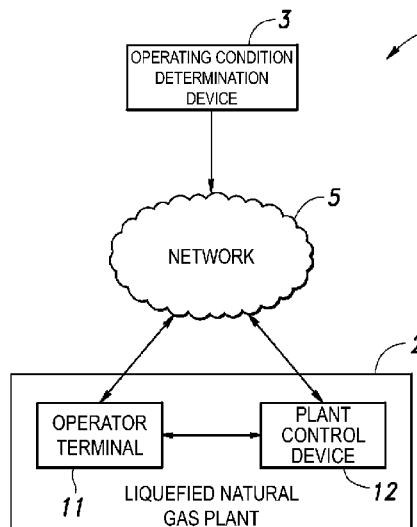 3
OPERATING CONDITION
DETERMINATION
DEVICE
5
NETWORK
2
OPERATOR
TERMINAL
PLANT
CONTROL
DEVICE
11
12
LIQUEFIED NATURAL
GAS PLANT